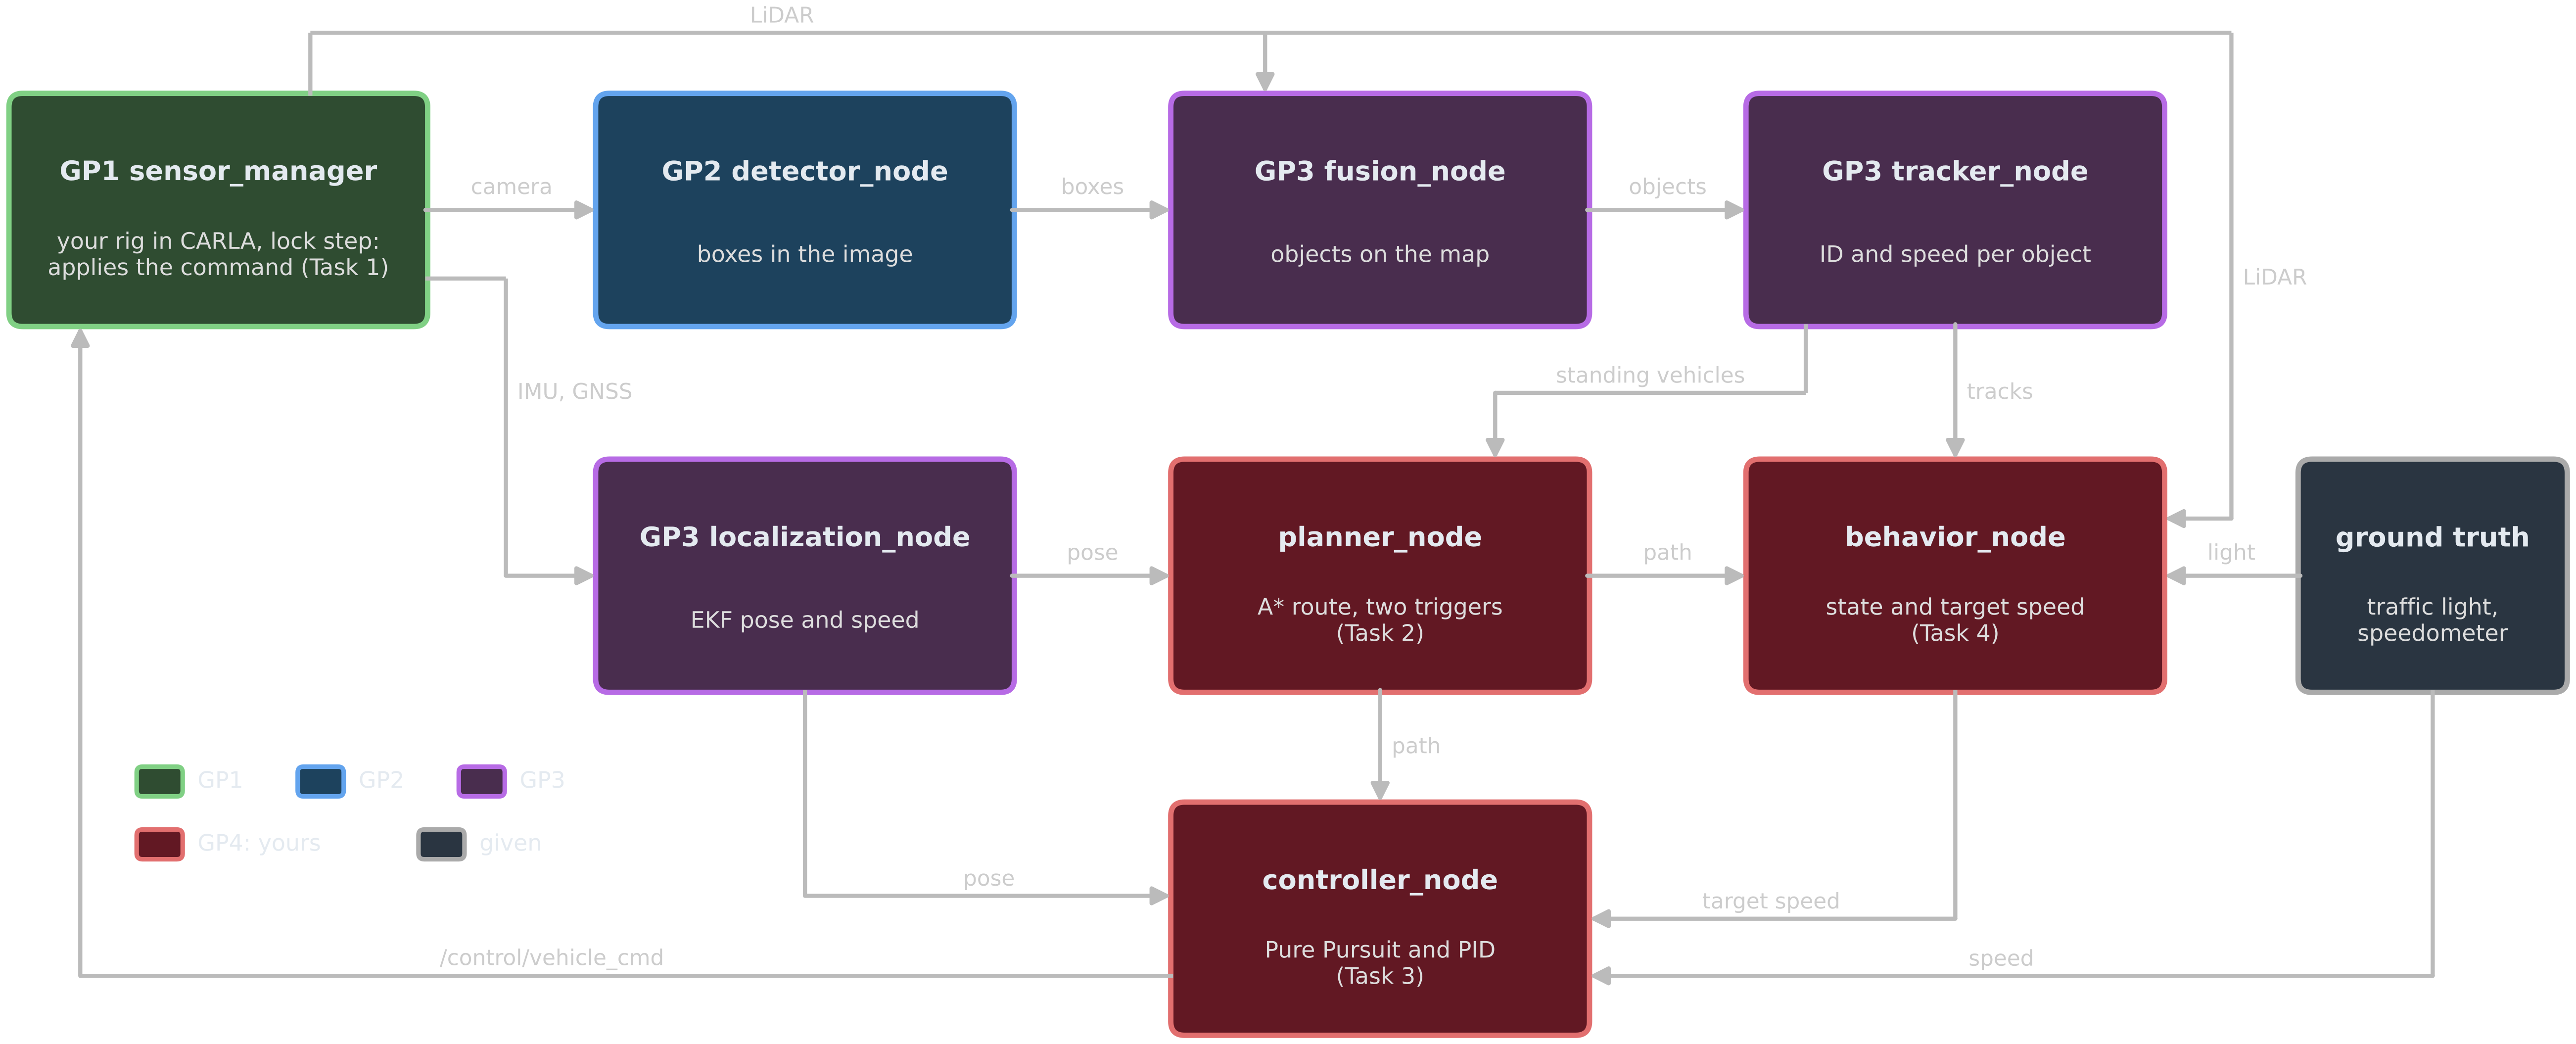 LiDAR
GP1 sensor_manager
your rig in CARLA, lock step:
applies the command (Task 1)
camera
GP2 detector_node
boxes in the image
boxes
GP3 fusion_node
objects on the map
objects
GP3 tracker_node
ID and speed per object
LiDAR
IMU, GNSS
standing vehicles
tracks
GP3 localization_node
EKF pose and speed
pose
planner_node
A* route, two triggers
(Task 2)
path
behavior_node
state and target speed
(Task 4)
light
ground truth
traffic light,
speedometer
path
GP1
GP2
GP3
GP4: yours
given
pose
controller_node
Pure Pursuit and PID
(Task 3)
target speed
/control/vehicle_cmd
speed